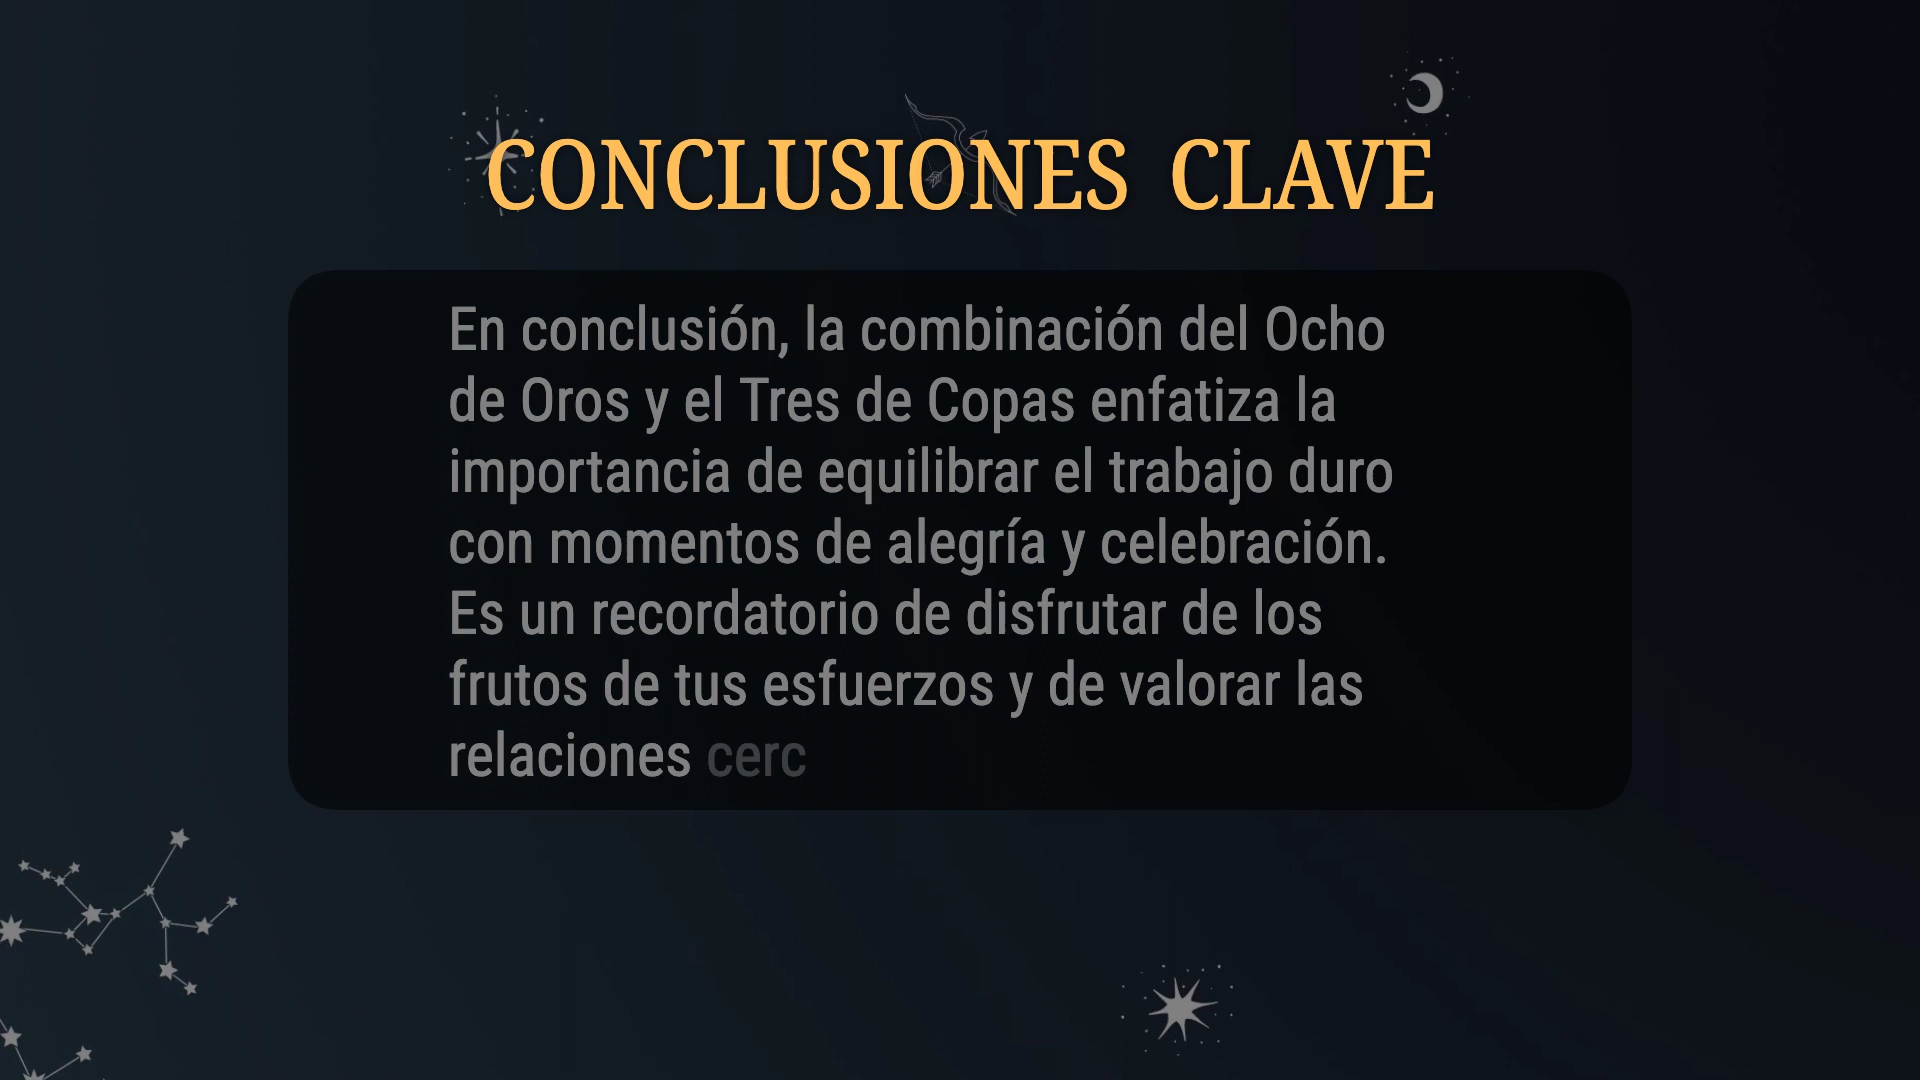 CONCLUSIONES CLAVE
En conclusión, la combinación del Ocho
de Oros y el Tres de Copas enfatiza la
importancia de equilibrar el trabajo duro
con momentos de alegría y celebración.
Es un recordatorio de disfrutar de los
frutos de tus esfuerzos y de valorar las
relaciones cerc